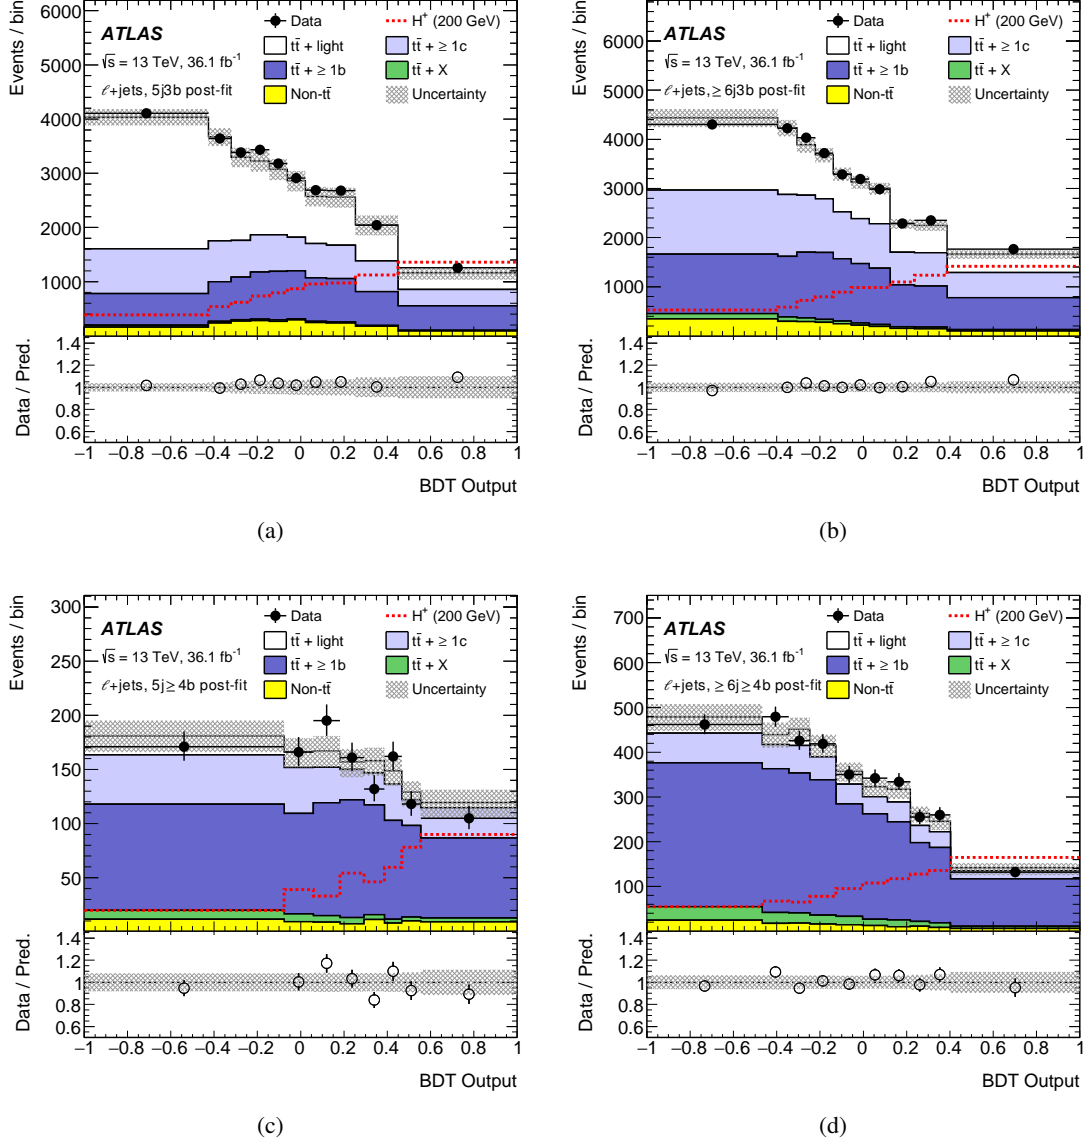 Events / bin
6000
5000
4000
3000
2000
1000
ATLAS
√s = 13 TeV, 36.1 fb⁻¹
ℓ+jets, 5j3b post-fit
Data
H⁺ (200 GeV)
tt̄ + light
tt̄ + ≥ 1c
tt̄ + ≥ 1b
tt̄ + X
Non-tt̄
Uncertainty
Data / Pred.
1.4
1.2
1.0
0.8
0.6
−1 −0.8 −0.6 −0.4 −0.2 0 0.2 0.4 0.6 0.8 1
BDT Output
(a)
Events / bin
6000
5000
4000
3000
2000
1000
ATLAS
√s = 13 TeV, 36.1 fb⁻¹
ℓ+jets, ≥ 6j3b post-fit
Data
H⁺ (200 GeV)
tt̄ + light
tt̄ + ≥ 1c
tt̄ + ≥ 1b
tt̄ + X
Non-tt̄
Uncertainty
Data / Pred.
1.4
1.2
1.0
0.8
0.6
−1 −0.8 −0.6 −0.4 −0.2 0 0.2 0.4 0.6 0.8 1
BDT Output
(b)
Events / bin
300
250
200
150
100
50
ATLAS
√s = 13 TeV, 36.1 fb⁻¹
ℓ+jets, 5j ≥ 4b post-fit
Data
H⁺ (200 GeV)
tt̄ + light
tt̄ + ≥ 1c
tt̄ + ≥ 1b
tt̄ + X
Non-tt̄
Uncertainty
Data / Pred.
1.4
1.2
1.0
0.8
0.6
−1 −0.8 −0.6 −0.4 −0.2 0 0.2 0.4 0.6 0.8 1
BDT Output
(c)
Events / bin
700
600
500
400
300
200
100
ATLAS
√s = 13 TeV, 36.1 fb⁻¹
ℓ+jets, ≥ 6j ≥ 4b post-fit
Data
H⁺ (200 GeV)
tt̄ + light
tt̄ + ≥ 1c
tt̄ + ≥ 1b
tt̄ + X
Non-tt̄
Uncertainty
Data / Pred.
1.4
1.2
1.0
0.8
0.6
−1 −0.8 −0.6 −0.4 −0.2 0 0.2 0.4 0.6 0.8 1
BDT Output
(d)